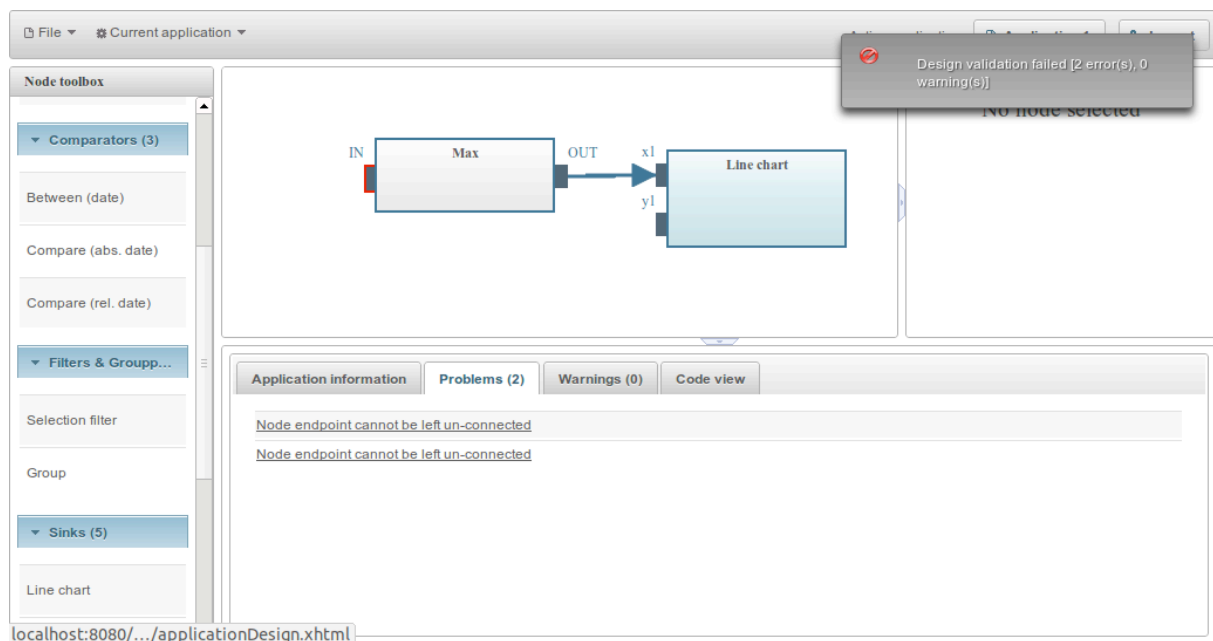 File
Current application
Design validation failed [2 error(s), 0
warning(s)]
Node toolbox
No node selected
Comparators (3)
Between (date)
Compare (abs. date)
Compare (rel. date)
Filters & Groupp...
Selection filter
Group
Sinks (5)
Line chart
IN
Max
OUT
x1
y1
Line chart
Application information
Problems (2)
Warnings (0)
Code view
Node endpoint cannot be left un-connected
Node endpoint cannot be left un-connected
localhost:8080/.../applicationDesign.xhtml